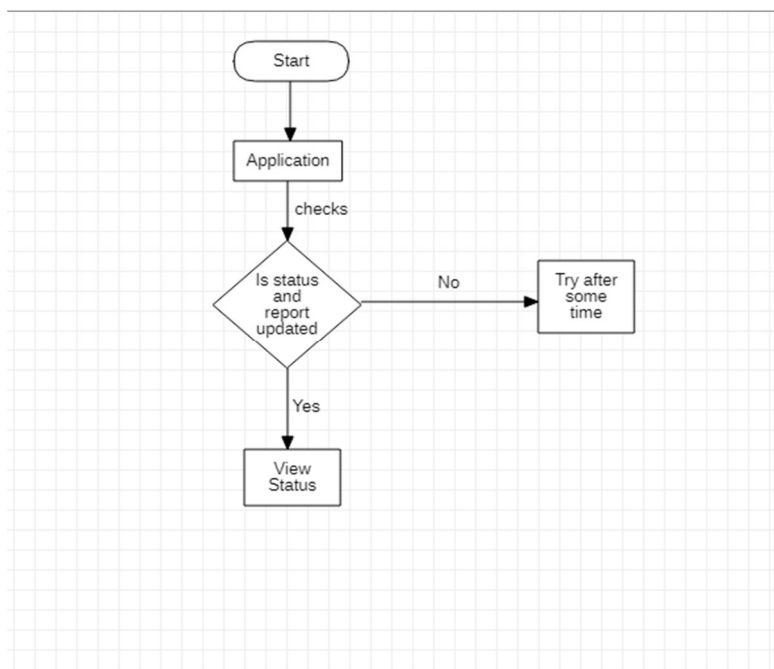 Start
Application
checks
Is status
and
report
updated
No
Try after
some
time
Yes
View
Status